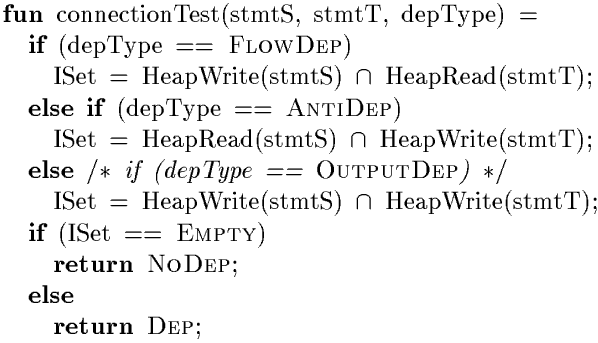 fun connectionTest(stmtS, stmtT, depType) =
if (depType == FLOWDEP)
ISet = HeapWrite(stmtS) ∩ HeapRead(stmtT);
else if (depType == ANTIDEP)
ISet = HeapRead(stmtS) ∩ HeapWrite(stmtT);
else /* if (depType == OUTPUTDEP) */
ISet = HeapWrite(stmtS) ∩ HeapWrite(stmtT);
if (ISet == EMPTY)
return NODEP;
else
return DEP;